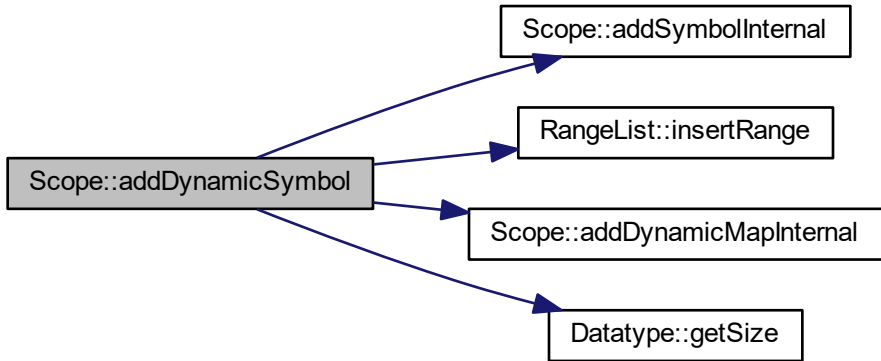 Scope::addSymbolInternal
RangeList::insertRange
Scope::addDynamicSymbol
Scope::addDynamicMapInternal
Datatype::getSize